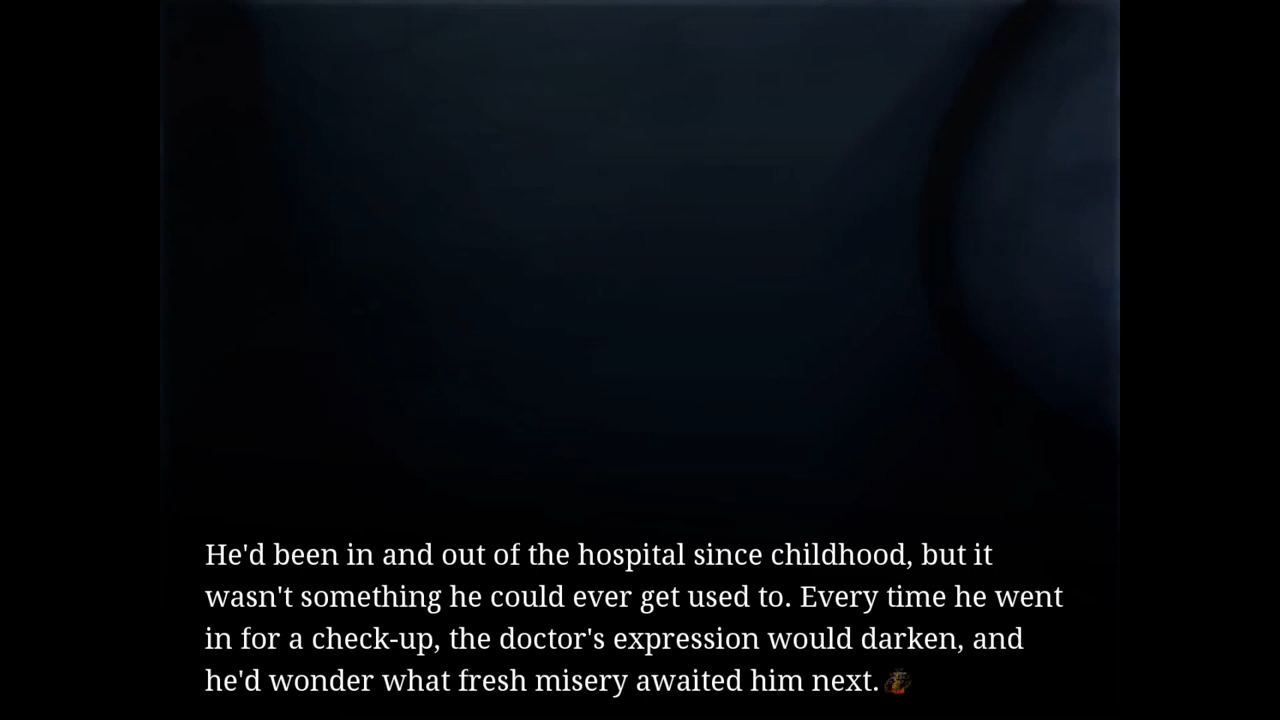 He'd been in and out of the hospital since childhood, but it
wasn't something he could ever get used to. Every time he went
in for a check-up, the doctor's expression would darken, and
he'd wonder what fresh misery awaited him next.